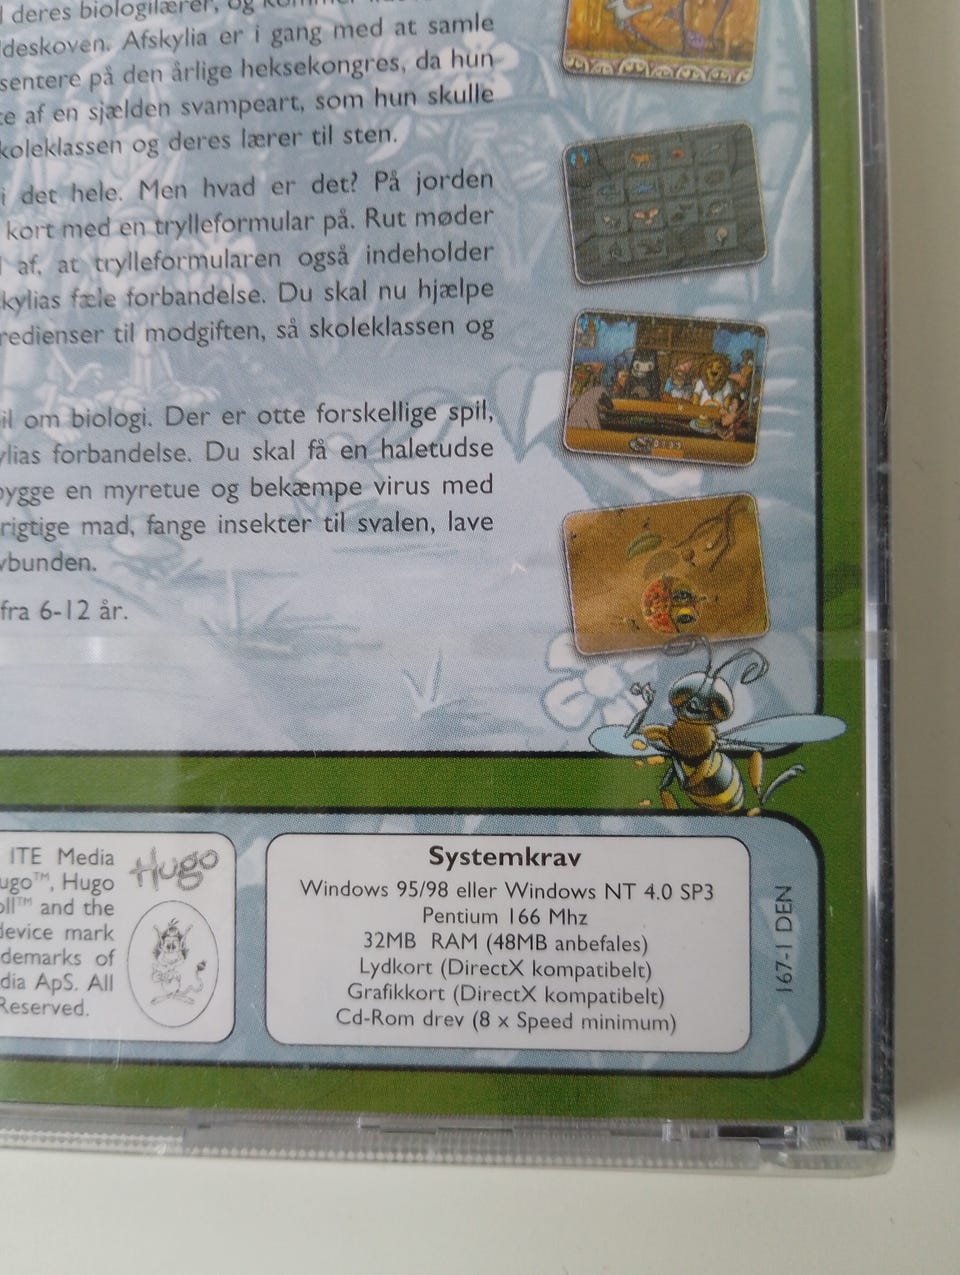 deres biologilærer, og
deskoven. Afskylia er i gang med at samle
sentere på den årlige heksekongres, da hun
e af en sjælden svampeart, som hun skulle
koleklassen og deres lærer til sten.
i det hele. Men hvad er det? På jorden
kort med en trylleformular på. Rut møder
af, at trylleformularen også indeholder
kylias fæle forbandelse. Du skal nu hjælpe
redienser til modgiften, så skoleklassen og
il om biologi. Der er otte forskellige spil,
ylias forbandelse. Du skal få en haletudse
bygge en myretue og bekæmpe virus med
rigtige mad, fange insekter til svalen, lave
vbunden.
fra 6-12 år.
ITE Media
ugo™, Hugo
oll™ and the
device mark
demarks of
dia ApS. All
Reserved.
Hugo
Systemkrav
Windows 95/98 eller Windows NT 4.0 SP3
Pentium 166 Mhz
32MB RAM (48MB anbefales)
Lydkort (DirectX kompatibelt)
Grafikkort (DirectX kompatibelt)
Cd-Rom drev (8 x Speed minimum)
167-1 DEN